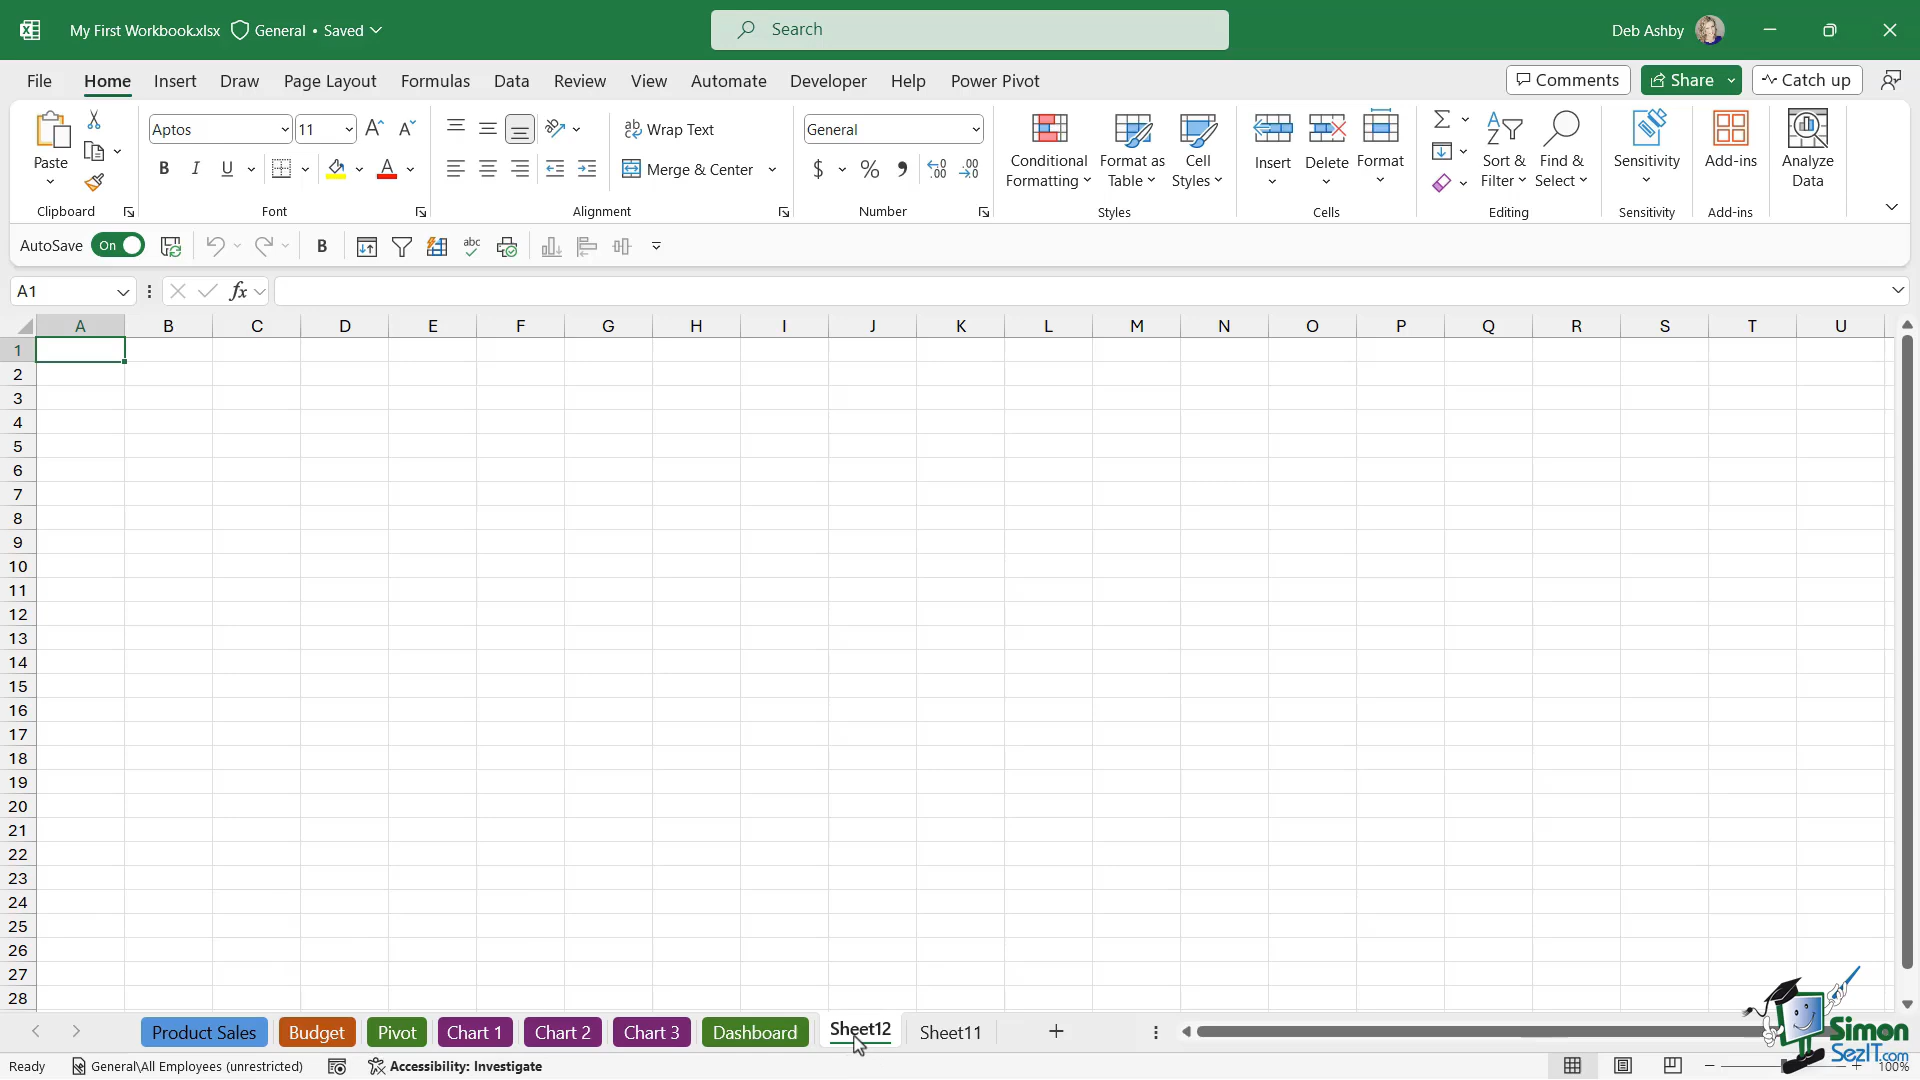 My First Workbook.xlsx General • Saved
Search
Deb Ashby
File Home Insert Draw Page Layout Formulas Data Review View Automate Developer Help Power Pivot
Comments Share Catch up
Paste
Clipboard
Aptos 11
B I U A
Font
ab Wrap Text
Merge & Center
Alignment
General
$ % 9
Number
Conditional Formatting
Format as Table
Cell Styles
Styles
Insert Delete Format
Cells
Sort & Filter
Find & Select
Editing
Sensitivity
Sensitivity
Add-ins
Add-ins
Analyze Data
AutoSave On B abc
A1 fx
A B C D E F G H I J K L M N O P Q R S T U
1
2
3
4
5
6
7
8
9
10
11
12
13
14
15
16
17
18
19
20
21
22
23
24
25
26
27
28
Product Sales Budget Pivot Chart 1 Chart 2 Chart 3 Dashboard Sheet12 Sheet11 +
Simon
SezIT.com
Ready General\All Employees (unrestricted) Accessibility: Investigate 100%